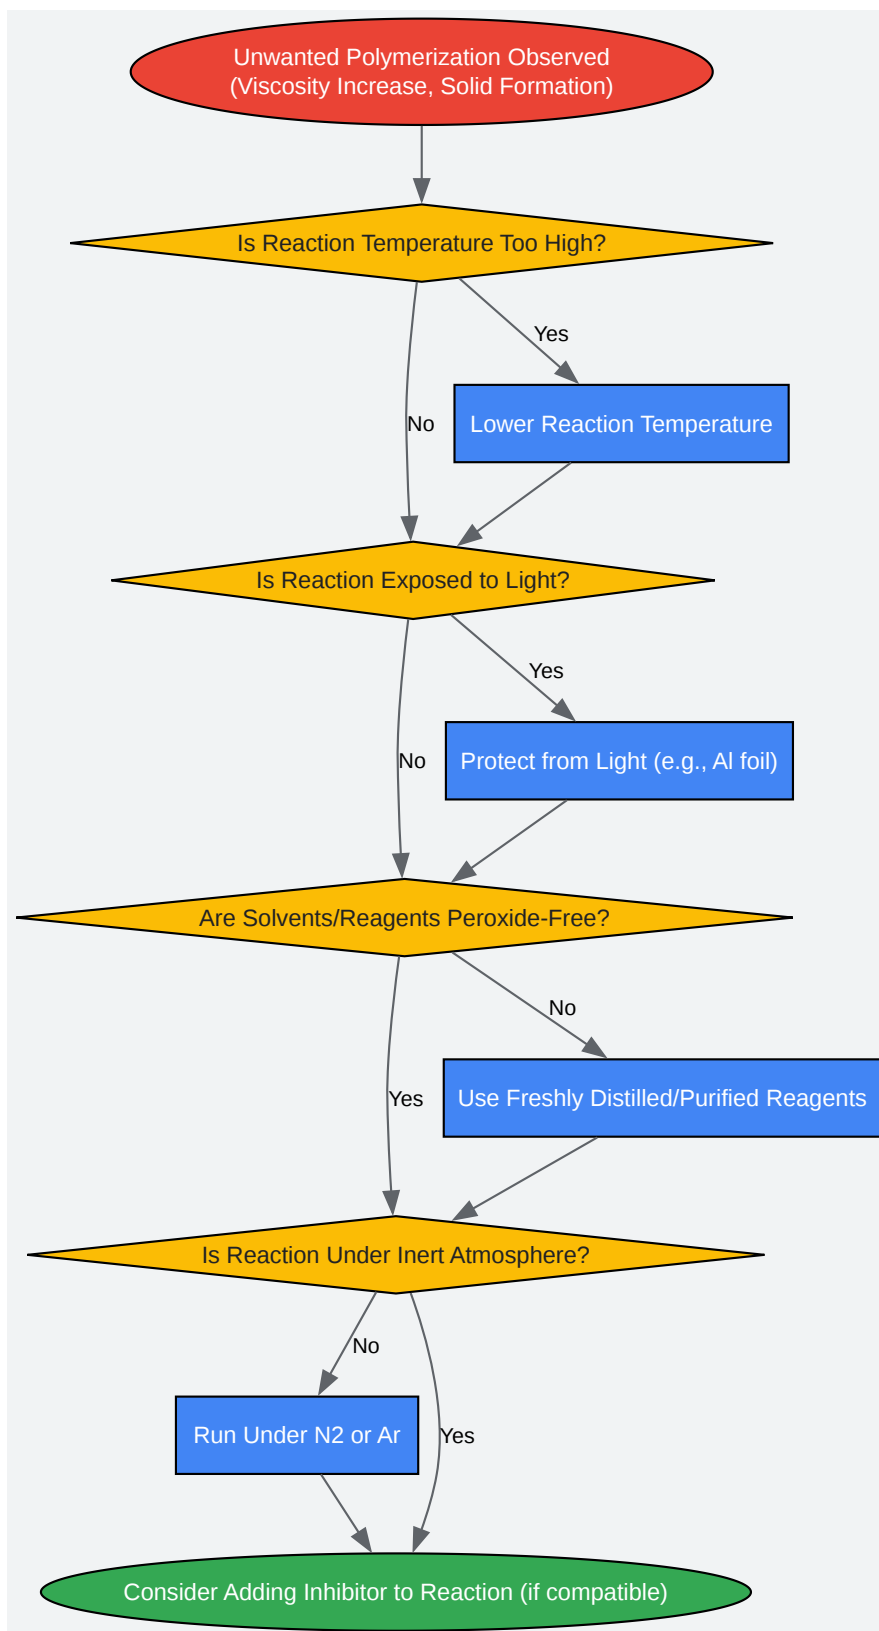 Unwanted Polymerization Observed
(Viscosity Increase, Solid Formation)
Is Reaction Temperature Too High?
Yes
Lower Reaction Temperature
No
Is Reaction Exposed to Light?
Yes
Protect from Light (e.g., Al foil)
No
Are Solvents/Reagents Peroxide-Free?
No
Use Freshly Distilled/Purified Reagents
Yes
Is Reaction Under Inert Atmosphere?
No
Run Under N2 or Ar
Yes
Consider Adding Inhibitor to Reaction (if compatible)